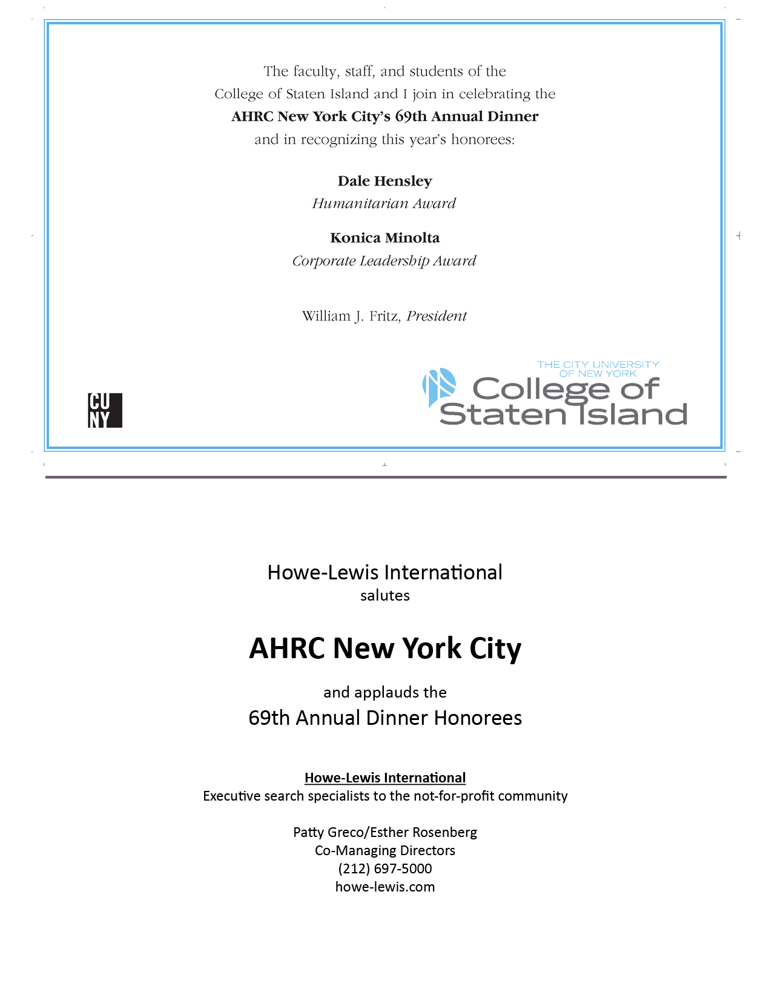 The faculty, staff, and students of the
College of Staten Island and I join in celebrating the
AHRC New York City’s 69th Annual Dinner
and in recognizing this year’s honorees:
Dale Hensley
Humanitarian Award
Konica Minolta
Corporate Leadership Award
William J. Fritz, President
THE CITY UNIVERSITY
OF NEW YORK
College of
Staten Island
CU
NY
Howe-Lewis International
salutes
AHRC New York City
and applauds the
69th Annual Dinner Honorees
Howe-Lewis International
Executive search specialists to the not-for-profit community
Patty Greco/Esther Rosenberg
Co-Managing Directors
(212) 697-5000
howe-lewis.com